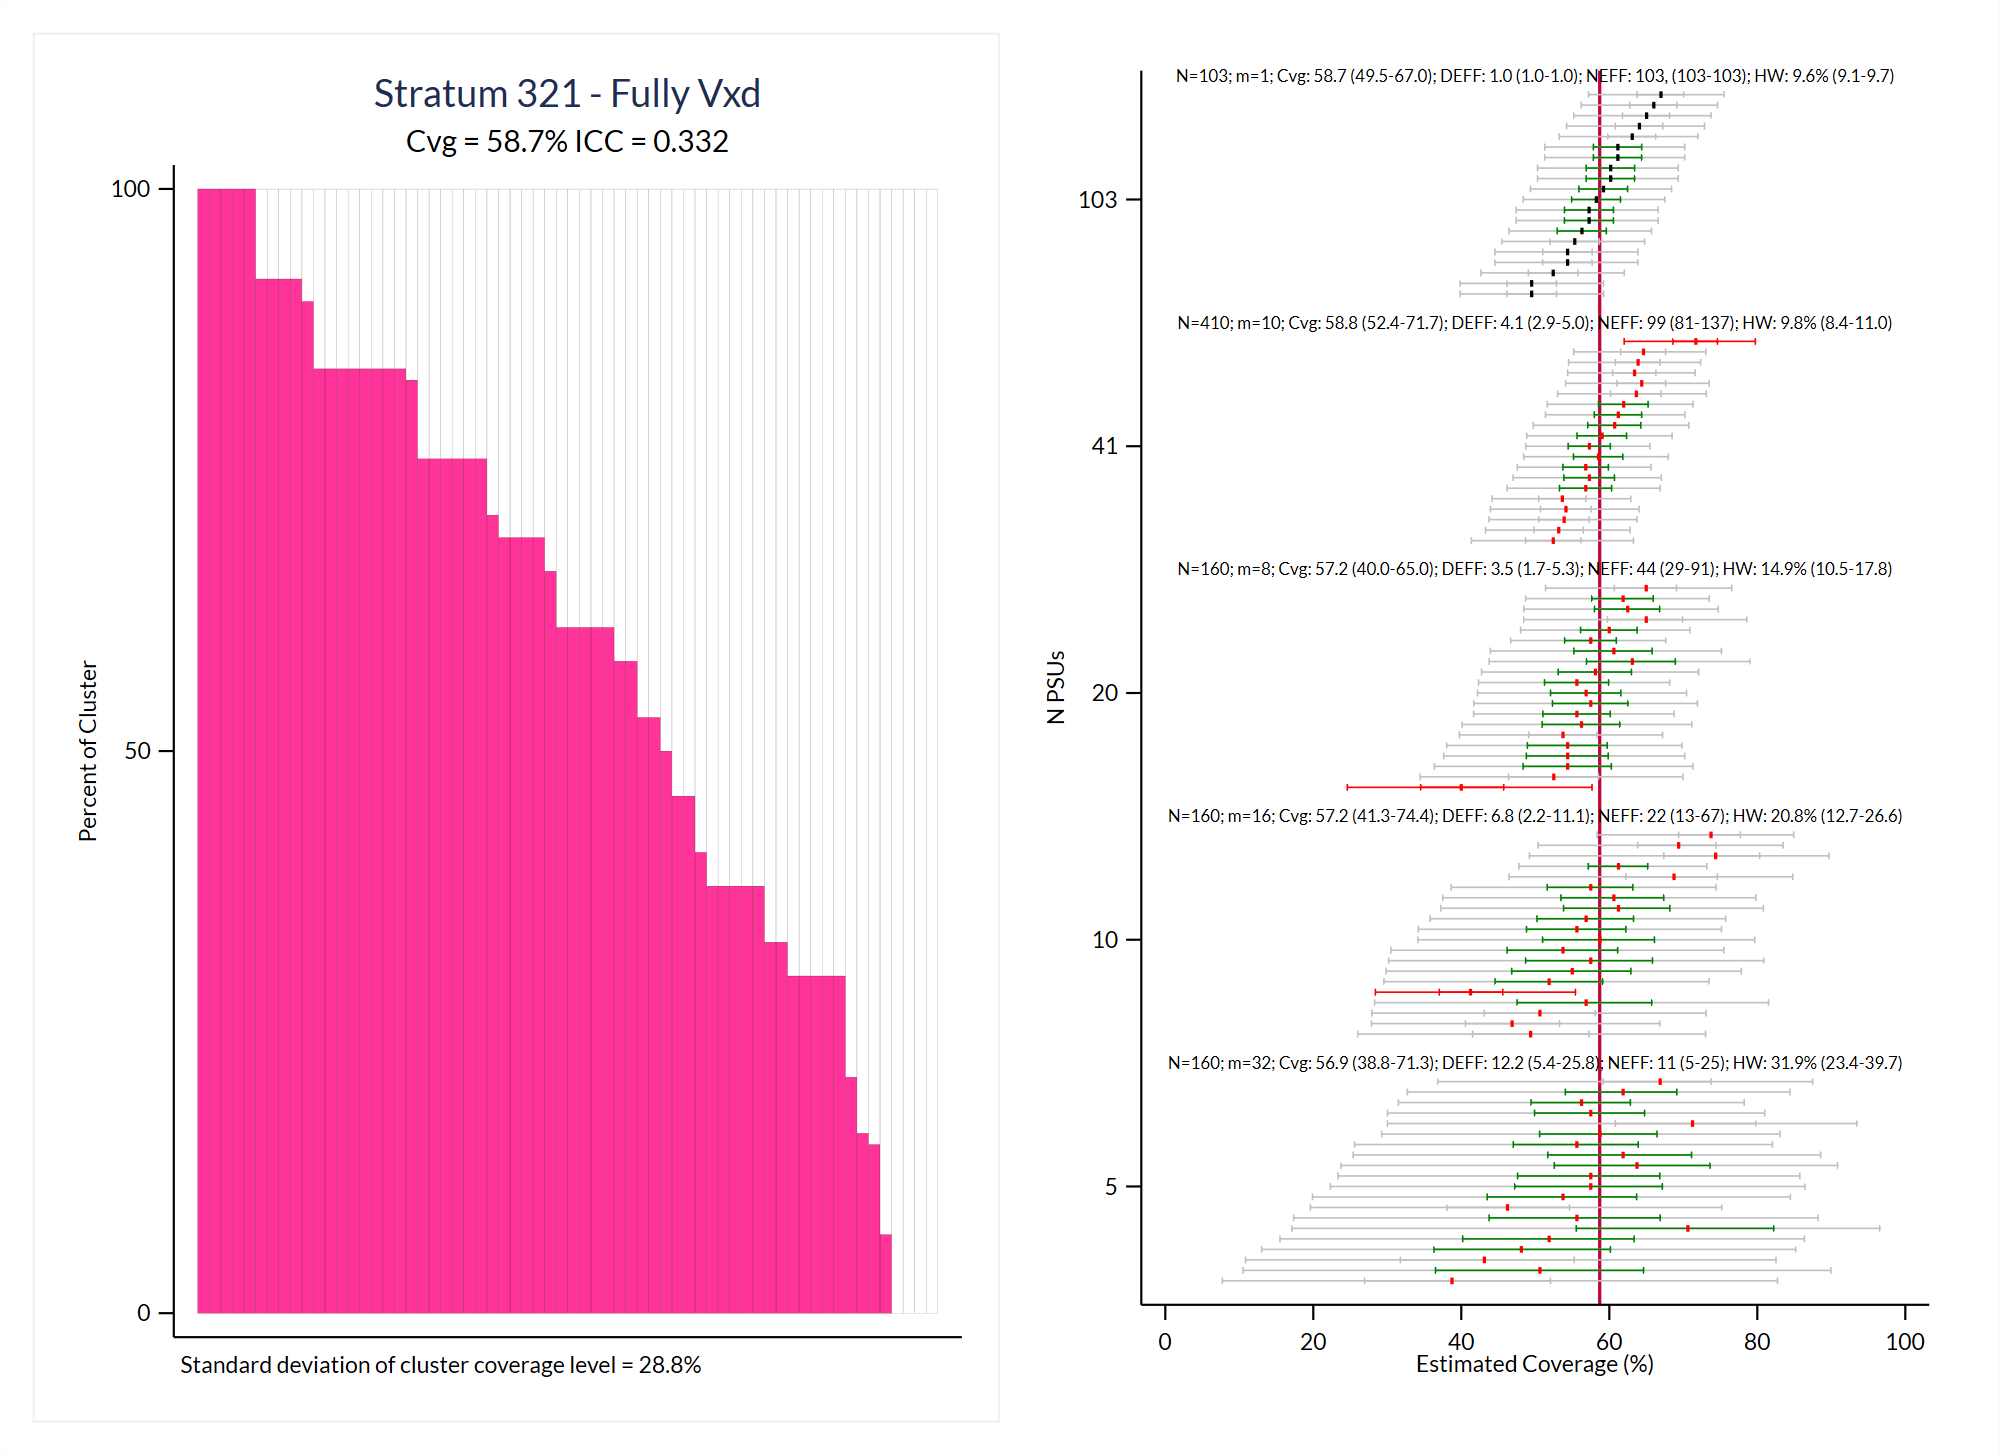 Stratum 321 - Fully Vxd
Cvg = 58.7% ICC = 0.332
100
50
0
Percent of Cluster
Standard deviation of cluster coverage level = 28.8%
N=103; m=1; Cvg: 58.7 (49.5-67.0); DEFF: 1.0 (1.0-1.0); NEFF: 103, (103-103); HW: 9.6% (9.1-9.7)
103
N=410; m=10; Cvg: 58.8 (52.4-71.7); DEFF: 4.1 (2.9-5.0); NEFF: 99 (81-137); HW: 9.8% (8.4-11.0)
41
N=160; m=8; Cvg: 57.2 (40.0-65.0); DEFF: 3.5 (1.7-5.3); NEFF: 44 (29-91); HW: 14.9% (10.5-17.8)
N PSUs
20
N=160; m=16; Cvg: 57.2 (41.3-74.4); DEFF: 6.8 (2.2-11.1); NEFF: 22 (13-67); HW: 20.8% (12.7-26.6)
10
N=160; m=32; Cvg: 56.9 (38.8-71.3); DEFF: 12.2 (5.4-25.8); NEFF: 11 (5-25); HW: 31.9% (23.4-39.7)
5
0 20 40 60 80 100
Estimated Coverage (%)